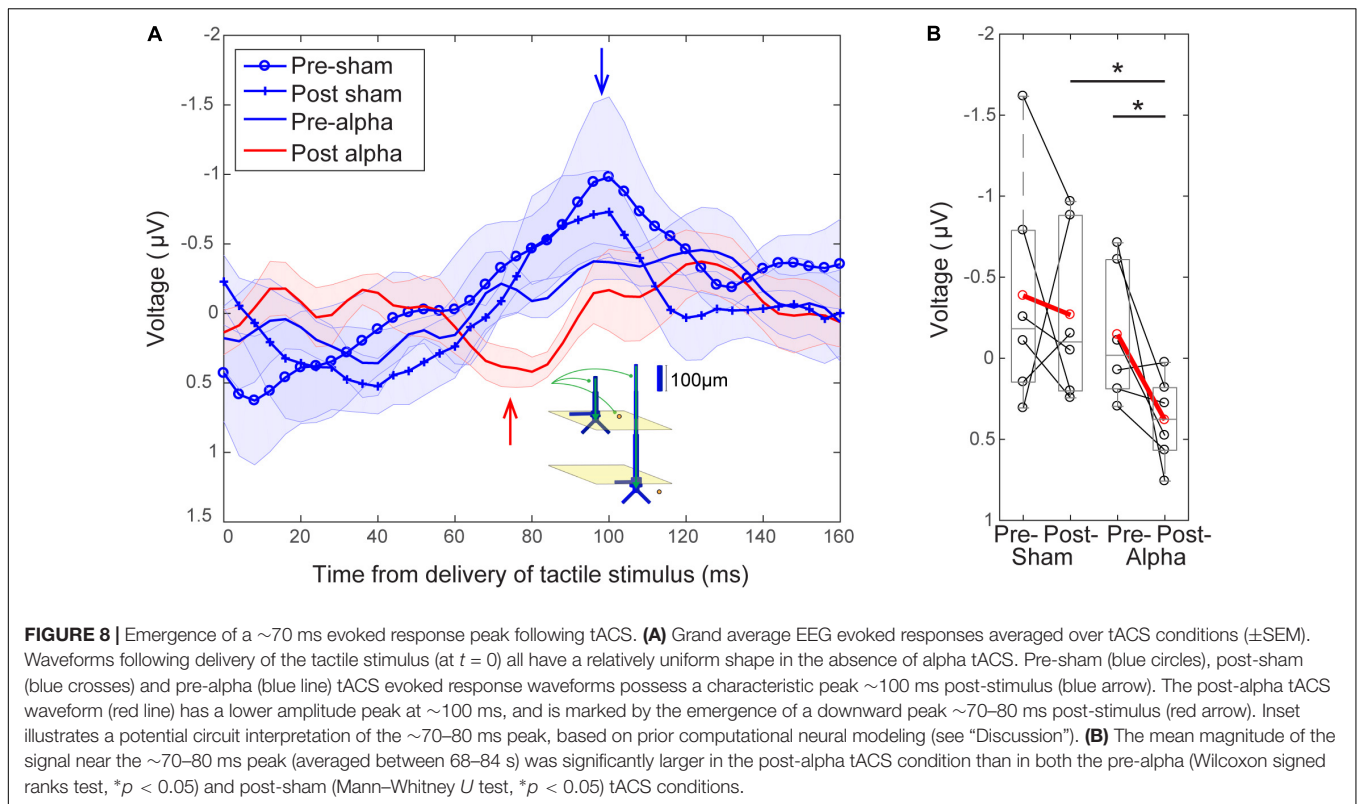 A
B
Pre-sham
Post sham
Pre-alpha
Post alpha
-2
-1.5
-1
-0.5
0
0.5
1
1.5
Voltage (µV)
0
20
40
60
80
100
120
140
160
Time from delivery of tactile stimulus (ms)
100µm
-2
-1.5
-1
-0.5
0
0.5
1
Voltage ( µV)
*
*
Pre- Post-
Sham
Pre- Post-
Alpha
FIGURE 8 | Emergence of a ~70 ms evoked response peak following tACS. (A) Grand average EEG evoked responses averaged over tACS conditions (±SEM).
Waveforms following delivery of the tactile stimulus (at t = 0) all have a relatively uniform shape in the absence of alpha tACS. Pre-sham (blue circles), post-sham
(blue crosses) and pre-alpha (blue line) tACS evoked response waveforms possess a characteristic peak ~100 ms post-stimulus (blue arrow). The post-alpha tACS
waveform (red line) has a lower amplitude peak at ~100 ms, and is marked by the emergence of a downward peak ~70–80 ms post-stimulus (red arrow). Inset
illustrates a potential circuit interpretation of the ~70–80 ms peak, based on prior computational neural modeling (see “Discussion”). (B) The mean magnitude of the
signal near the ~70–80 ms peak (averaged between 68–84 s) was significantly larger in the post-alpha tACS condition than in both the pre-alpha (Wilcoxon signed
ranks test, *p < 0.05) and post-sham (Mann–Whitney U test, *p < 0.05) tACS conditions.